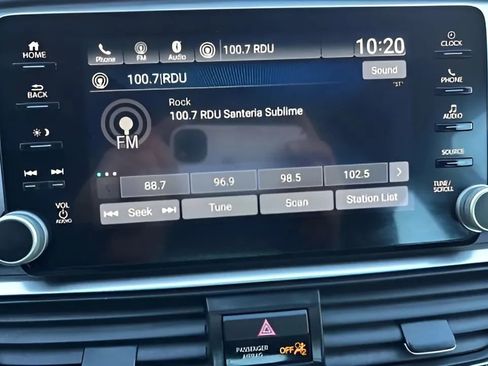 HOME
Phone FM Audio 100.7 RDU 10:20
CLOCK
100.7 RDU Sound
BACK
PHONE
"ST"
Rock
100.7 RDU Santeria Sublime
AUDIO
FM
SOURCE
88.7 96.9 98.5 102.5 >
TUNE/
SCROLL
Seek Tune Scan Station List
VOL
PASSENGER
AIRBAG OFF 2